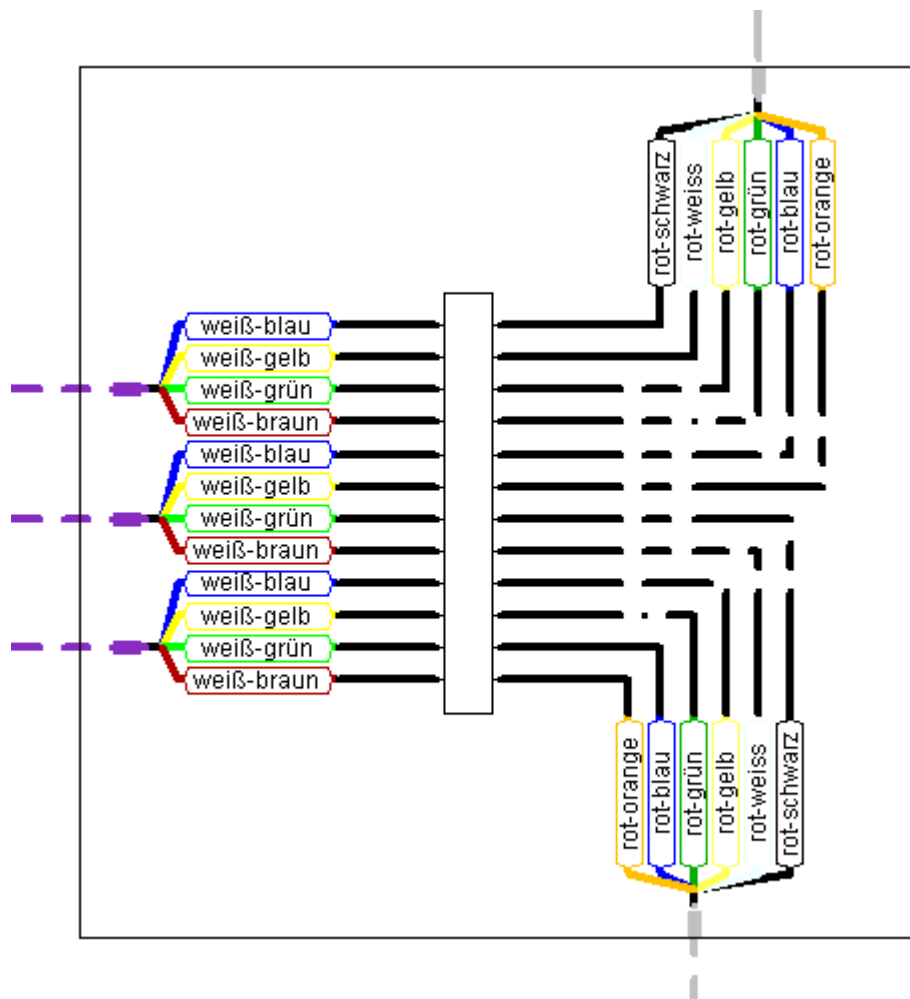 rot-schwarz
rot-weiss
rot-gelb
rot-grün
rot-blau
rot-orange
weiß-blau
weiß-gelb
weiß-grün
weiß-braun
weiß-blau
weiß-gelb
weiß-grün
weiß-braun
weiß-blau
weiß-gelb
weiß-grün
weiß-braun
rot-orange
rot-blau
rot-grün
rot-gelb
rot-weiss
rot-schwarz